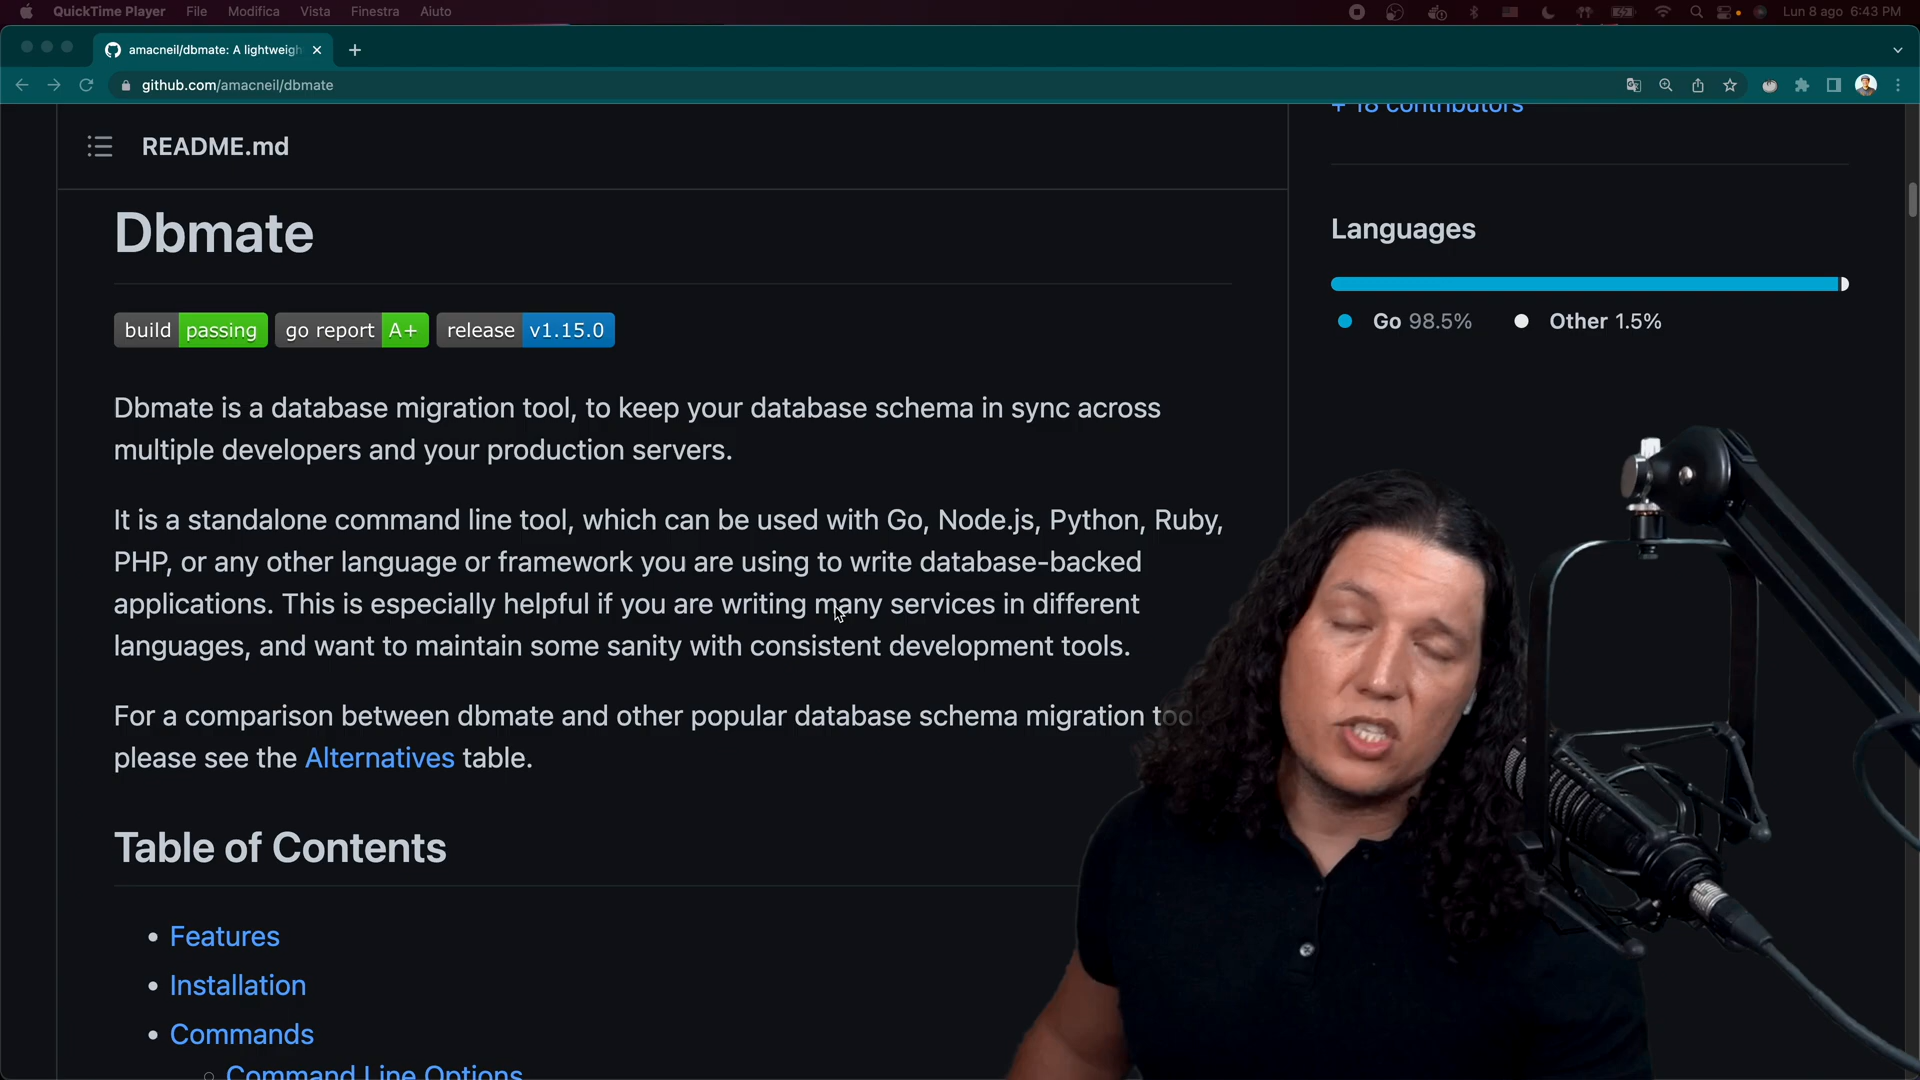 QuickTime Player File Modifica Vista Finestra Aiuto Lun 8 ago 6:43 PM
amacneil/dbmate: A lightweigh
github.com/amacneil/dbmate
+ 18 contributors
README.md
Dbmate
Languages
build passing go report A+ release v1.15.0
Go 98.5% Other 1.5%
Dbmate is a database migration tool, to keep your database schema in sync across
multiple developers and your production servers.
It is a standalone command line tool, which can be used with Go, Node.js, Python, Ruby,
PHP, or any other language or framework you are using to write database-backed
applications. This is especially helpful if you are writing many services in different
languages, and want to maintain some sanity with consistent development tools.
For a comparison between dbmate and other popular database schema migration tool
please see the Alternatives table.
Table of Contents
Features
Installation
Commands
Command Line Options